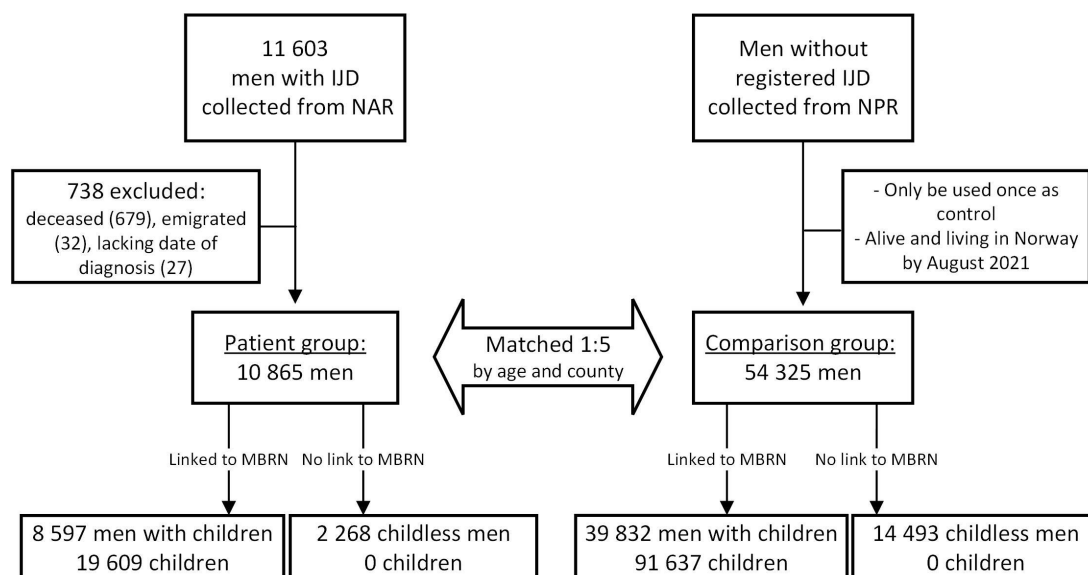 11 603
men with IJD
collected from NAR
Men without
registered IJD
collected from NPR
738 excluded:
deceased (679), emigrated
(32), lacking date of
diagnosis (27)
- Only be used once as
control
- Alive and living in Norway
by August 2021
Patient group:
10 865 men
Matched 1:5
by age and county
Comparison group:
54 325 men
Linked to MBRN
No link to MBRN
Linked to MBRN
No link to MBRN
8 597 men with children
19 609 children
2 268 childless men
0 children
39 832 men with children
91 637 children
14 493 childless men
0 children